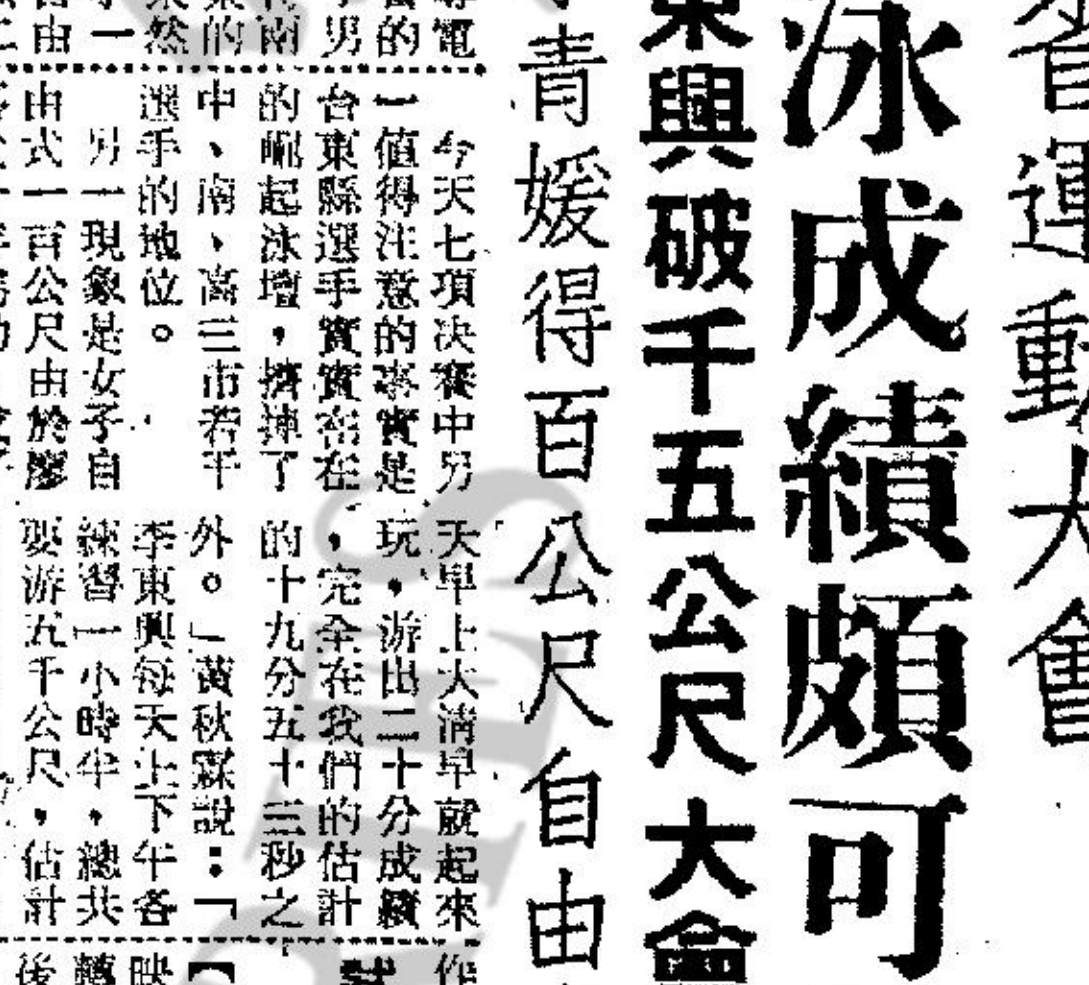 省運動大會
泳成績頗可
東興破千五公尺大會
青媛得百公尺自由
今天七項決賽中另
一值得注意的事實是
台東縣選手實實在在
的崛起泳壇，擠掉了
中、南、高三市若干
選手的地位。
另一現象是女子自
由式一百公尺由於廖
天早上大清早就起來
玩，游出二十分成績
，完全在我們的估計
的十九分五十三秒之
外。」黃秋霖說：「
李東興每天上下午各
練習一小時半，總共
要游五千公尺，估計